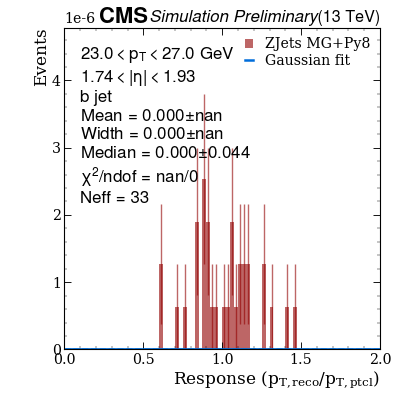 1e-6 CMS Simulation Preliminary (13 TeV)
Events
23.0 < p_T < 27.0 GeV
1.74 < |η| < 1.93
b jet
Mean = 0.000±nan
Width = 0.000±nan
Median = 0.000±0.044
χ²/ndof = nan/0
Neff = 33
ZJets MG+Py8
Gaussian fit
4
3
2
1
0
0.0 0.5 1.0 1.5 2.0
Response (p_T,reco/p_T,ptcl)